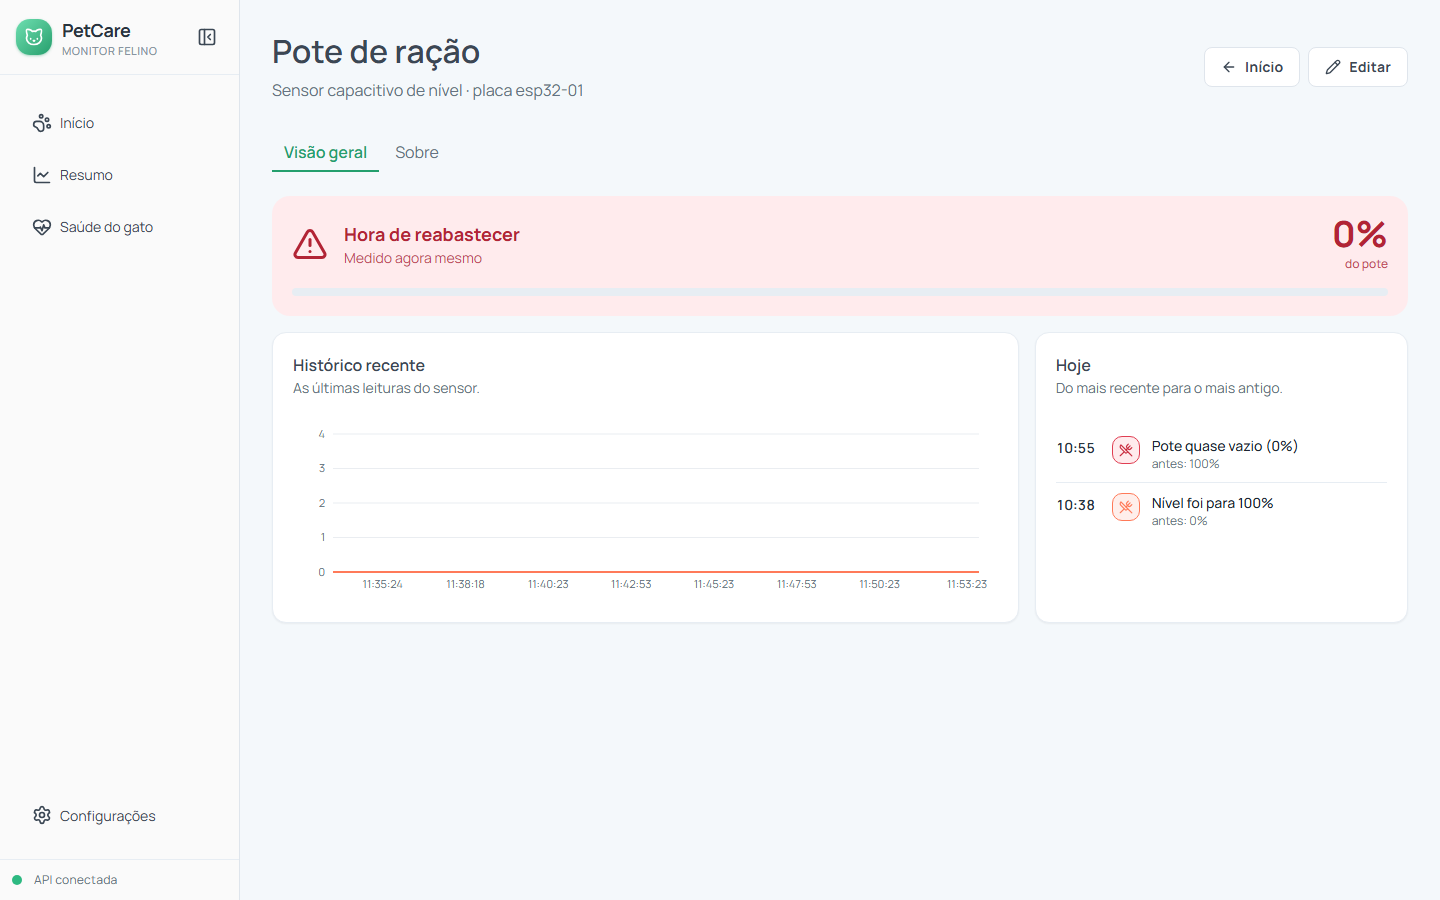 PetCare
MONITOR FELINO
Início
Resumo
Saúde do gato
Configurações
API conectada
Pote de ração
Sensor capacitivo de nível · placa esp32-01
Início
Editar
Visão geral
Sobre
Hora de reabastecer
Medido agora mesmo
0%
do pote
Histórico recente
As últimas leituras do sensor.
4
3
2
1
0
11:35:24 11:38:18 11:40:23 11:42:53 11:45:23 11:47:53 11:50:23 11:53:23
Hoje
Do mais recente para o mais antigo.
10:55 Pote quase vazio (0%)
antes: 100%
10:38 Nível foi para 100%
antes: 0%